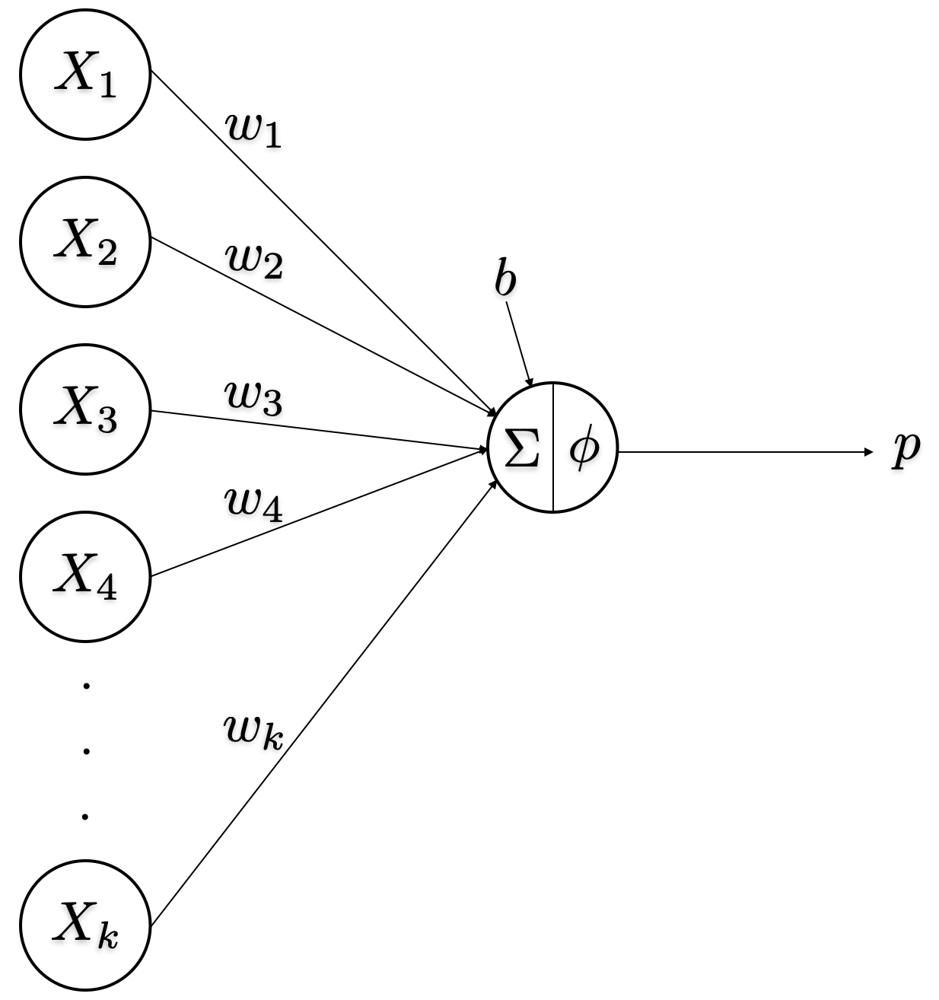 X₁
w₁
X₂
w₂
b
X₃
w₃
Σ ϕ
p
w₄
X₄
.
.
.
wₖ
Xₖ